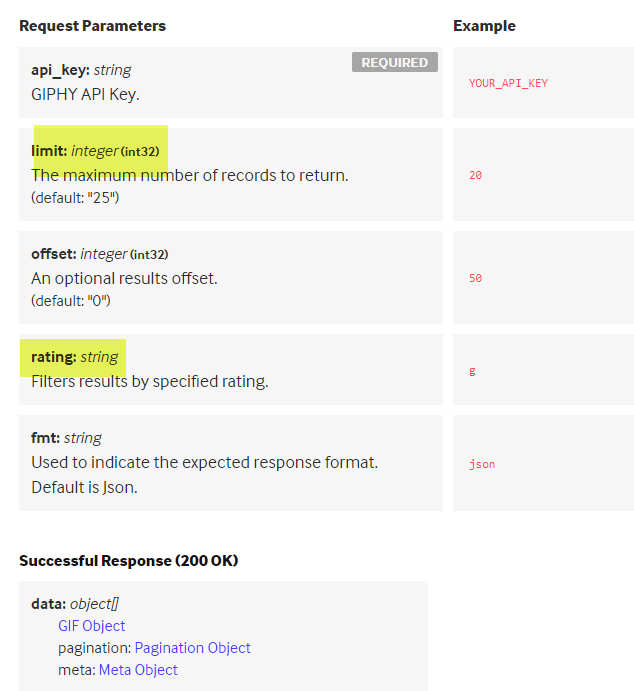 Request Parameters
Example
api_key: string
REQUIRED
GIPHY API Key.
YOUR_API_KEY
limit: integer (int32)
The maximum number of records to return.
(default: "25")
20
offset: integer (int32)
An optional results offset.
(default: "0")
50
rating: string
Filters results by specified rating.
g
fmt: string
Used to indicate the expected response format.
Default is Json.
json
Successful Response (200 OK)
data: object[]
GIF Object
pagination: Pagination Object
meta: Meta Object